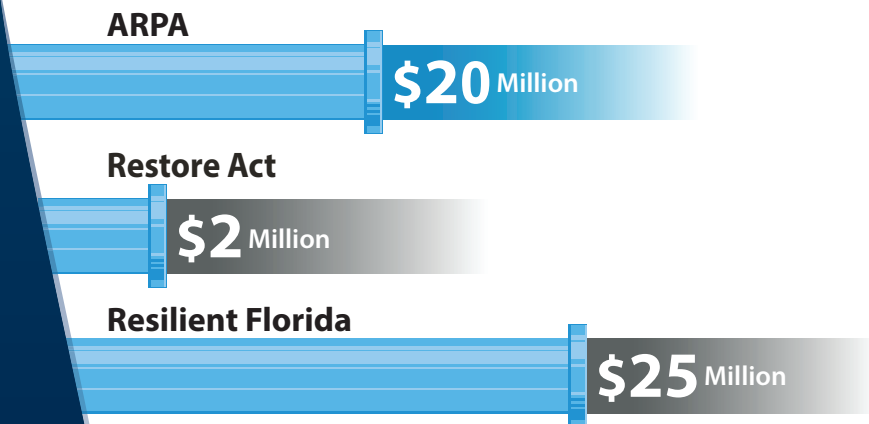 ARPA
$20 Million
Restore Act
$2 Million
Resilient Florida
$25 Million